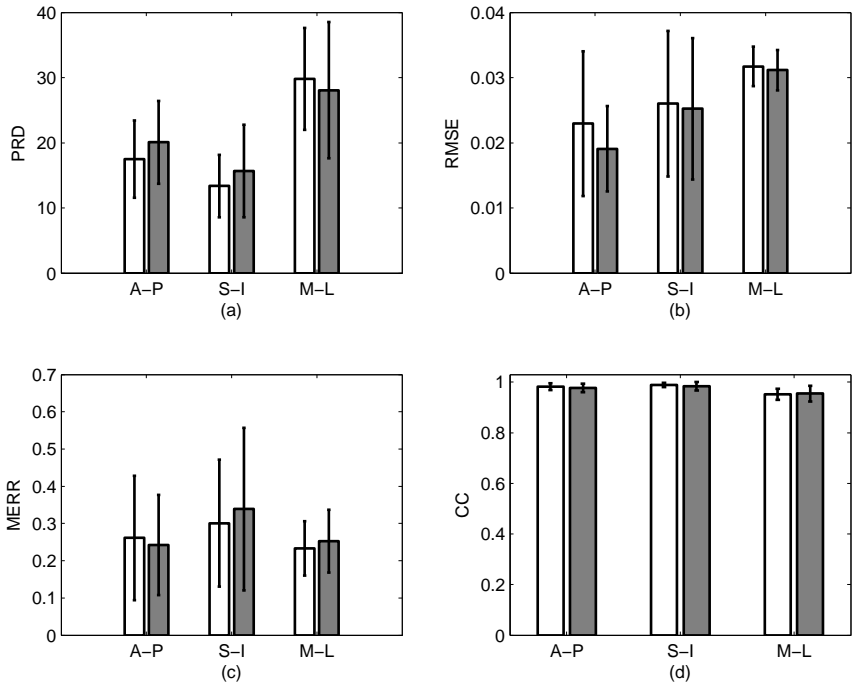 40
30
20
10
0
PRD
A–P S–I M–L
(a)
0.04
0.03
0.02
0.01
0
RMSE
A–P S–I M–L
(b)
0.7
0.6
0.5
0.4
0.3
0.2
0.1
0
MERR
A–P S–I M–L
(c)
1
0.8
0.6
0.4
0.2
0
CC
A–P S–I M–L
(d)